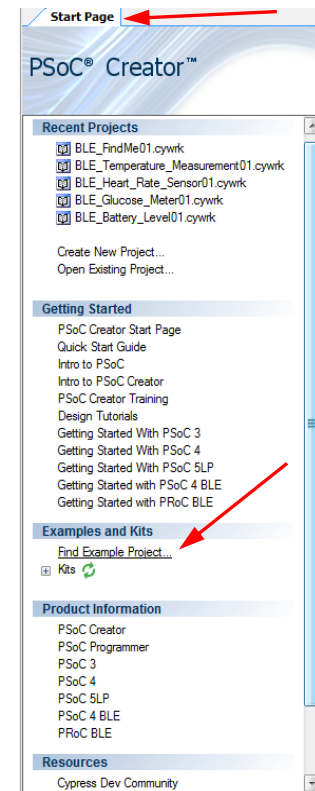 Start Page
PSoC® Creator™
Recent Projects
BLE_FindMe01.cywrk
BLE_Temperature_Measurement01.cywrk
BLE_Heart_Rate_Sensor01.cywrk
BLE_Glucose_Meter01.cywrk
BLE_Battery_Level01.cywrk
Create New Project...
Open Existing Project...
Getting Started
PSoC Creator Start Page
Quick Start Guide
Intro to PSoC
Intro to PSoC Creator
PSoC Creator Training
Design Tutorials
Getting Started With PSoC 3
Getting Started With PSoC 4
Getting Started With PSoC 5LP
Getting Started with PSoC 4 BLE
Getting Started with PRoC BLE
Examples and Kits
Find Example Project...
Kits
Product Information
PSoC Creator
PSoC Programmer
PSoC 3
PSoC 4
PSoC 5LP
PSoC 4 BLE
PRoC BLE
Resources
Cypress Dev Community